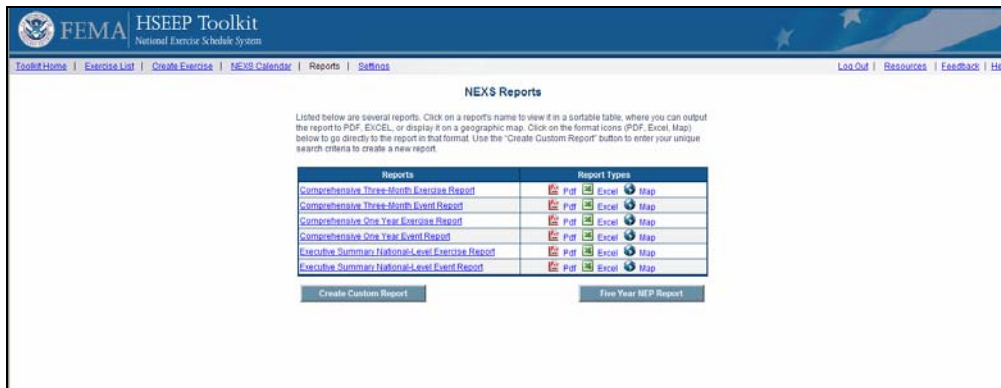 FEMA
HSEEP Toolkit
National Exercise Schedule System
Toolkit Home | Exercise List | Create Exercise | NEXS Calendar | Reports | Settings
Log Out | Resources | Feedback | He
NEXS Reports
Listed below are several reports. Click on a report's name to view it in a sortable table, where you can output
the report to PDF, EXCEL, or display it on a geographic map. Click on the format icons (PDF, Excel, Map)
below to go directly to the report in that format. Use the "Create Custom Report" button to enter your unique
search criteria to create a new report.
Reports Report Types
Comprehensive Three-Month Exercise Report Pdf Excel Map
Comprehensive Three-Month Event Report Pdf Excel Map
Comprehensive One Year Exercise Report Pdf Excel Map
Comprehensive One Year Event Report Pdf Excel Map
Executive Summary National-Level Exercise Report Pdf Excel Map
Executive Summary National-Level Event Report Pdf Excel Map
Create Custom Report Five Year NEP Report